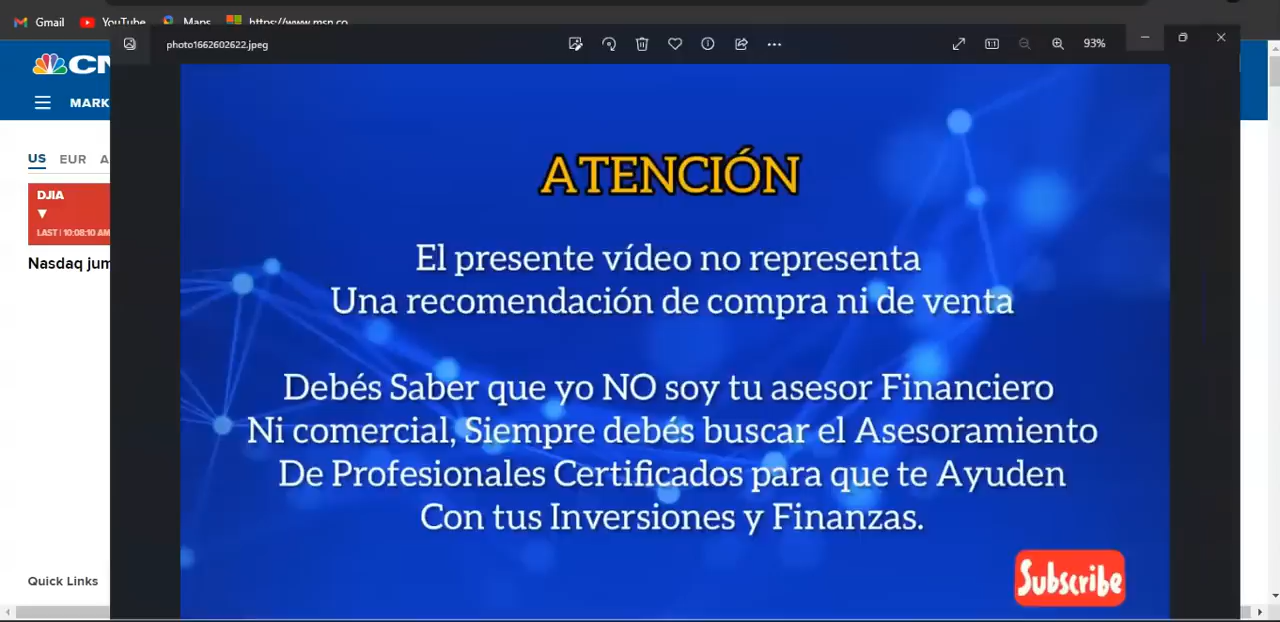 Gmail YouTube Maps https://www.msn.co
photo1662602622.jpeg 93%
CN
MARK
US EUR A
DJIA
LAST | 10:08:10 AM
Nasdaq jum
Quick Links
ATENCIÓN
El presente vídeo no representa
Una recomendación de compra ni de venta
Debés Saber que yo NO soy tu asesor Financiero
Ni comercial, Siempre debés buscar el Asesoramiento
De Profesionales Certificados para que te Ayuden
Con tus Inversiones y Finanzas.
Subscribe